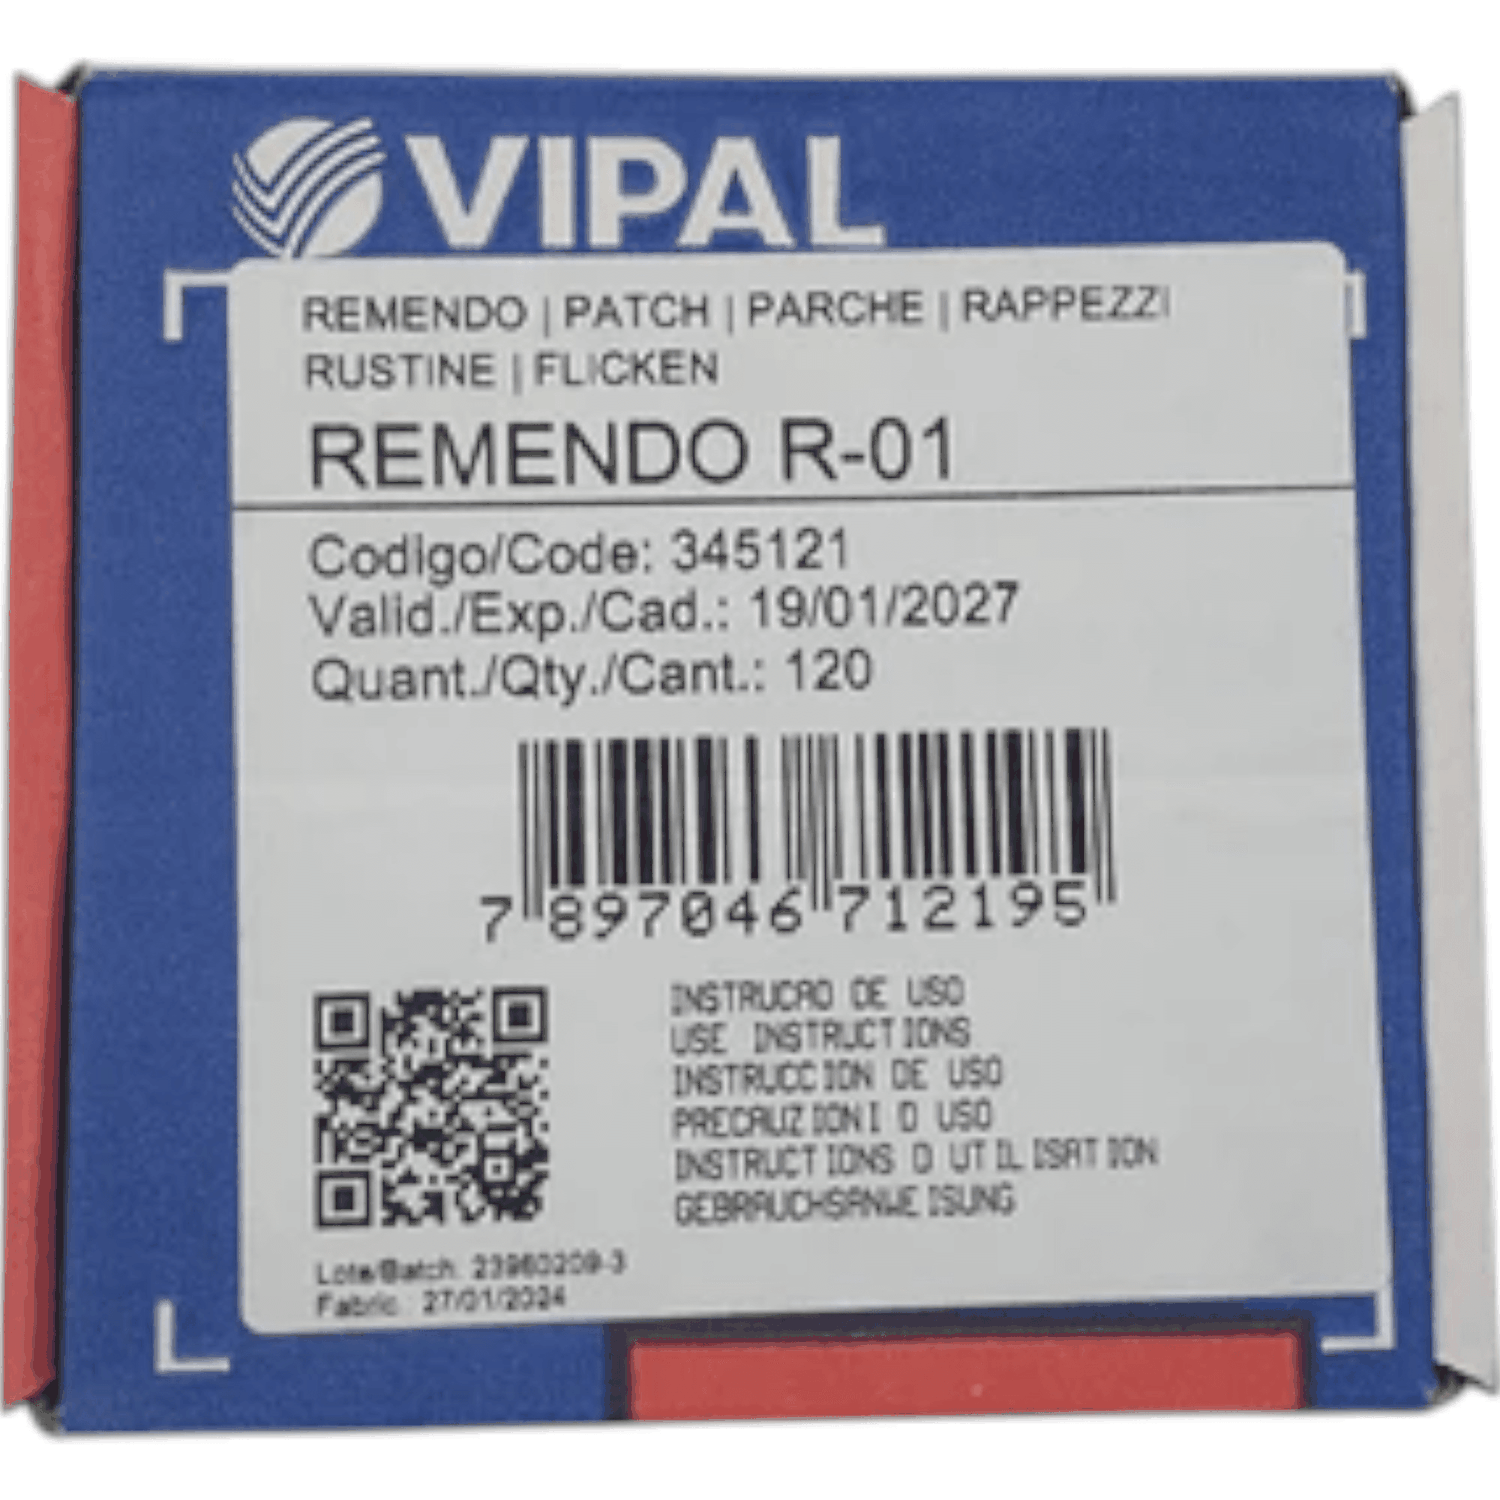 VIPAL
REMENDO | PATCH | PARCHE | RAPPEZZI
RUSTINE | FLICKEN
REMENDO R-01
Codigo/Code: 345121
Valid./Exp./Cad.: 19/01/2027
Quant./Qty./Cant.: 120
7 897046 712195
INSTRUCAO DE USO
USE INSTRUCTIONS
INSTRUCCION DE USO
PRECAUZIONI D USO
INSTRUCTIONS D UTILISATION
GEBRAUCHSANWEISUNG
Lote/Batch: 23960209-3
Fabric.: 27/01/2024